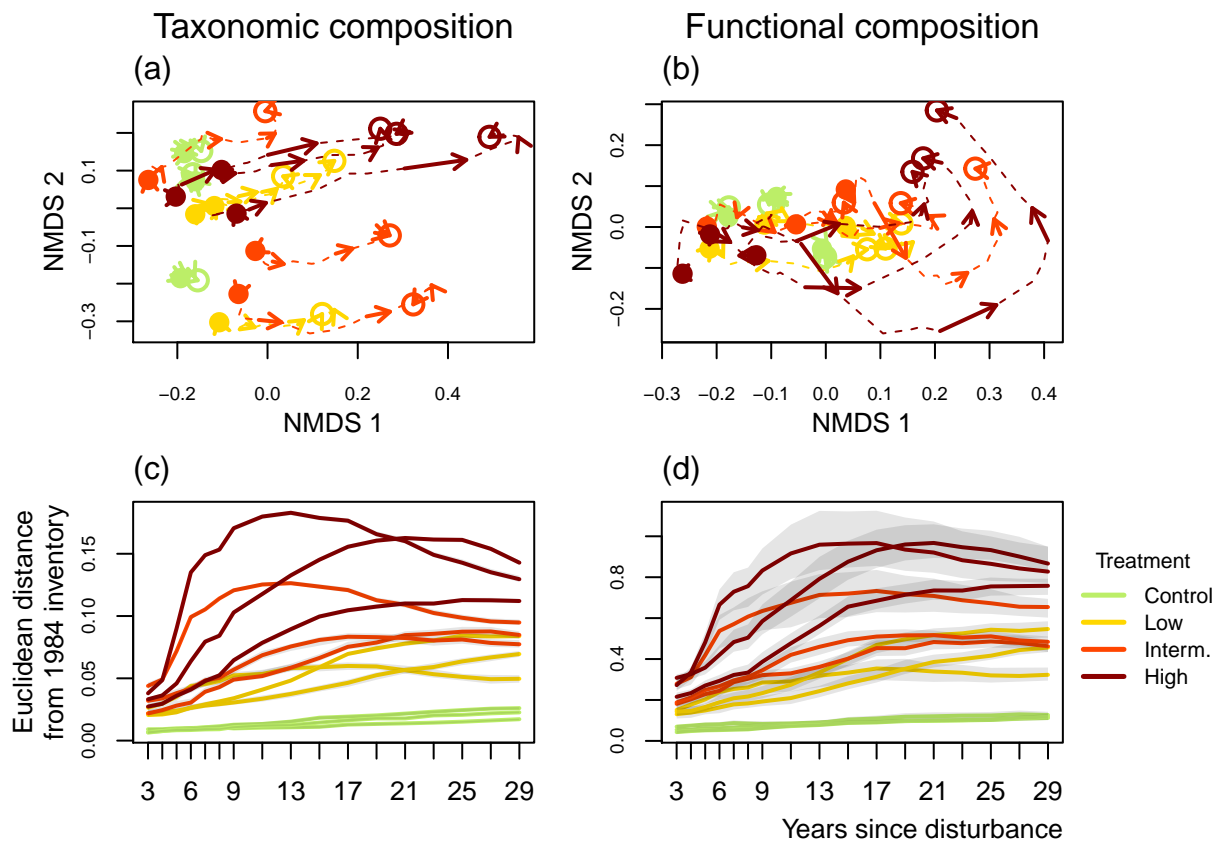 Taxonomic composition
Functional composition
(a)
(b)
NMDS 2
−0.3
−0.1
0.1
−0.2
0.0
0.2
0.4
NMDS 1
NMDS 2
−0.2
0.0
0.2
−0.3
−0.2
−0.1
0.0
0.1
0.2
0.3
0.4
NMDS 1
(c)
(d)
Euclidean distance
from 1984 inventory
0.00
0.05
0.10
0.15
3
6
9
13
17
21
25
29
0.0
0.4
0.8
3
6
9
13
17
21
25
29
Years since disturbance
Treatment
Control
Low
Interm.
High